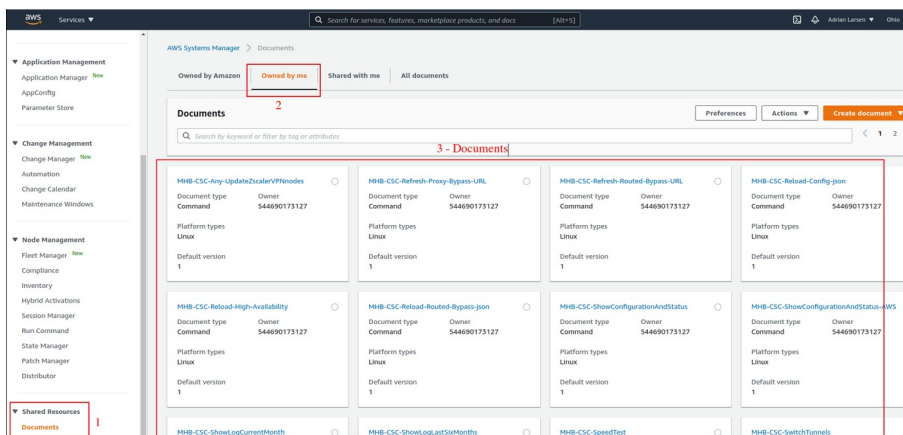 aws
Services ▼
Search for services, features, marketplace products, and docs
[Alt+S]
Adrian Larsen ▼
Ohio
Application Management
Application Manager New
AppConfig
Parameter Store
Change Management
Change Manager New
Automation
Change Calendar
Maintenance Windows
Node Management
Fleet Manager New
Compliance
Inventory
Hybrid Activations
Session Manager
Run Command
State Manager
Patch Manager
Distributor
Shared Resources
Documents
1
AWS Systems Manager > Documents
Owned by Amazon
Owned by me
Shared with me
All documents
2
Documents
Preferences
Actions ▼
Create document ▼
Search by keyword or filter by tag or attributes
< 1 2
3 - Documents
MHB-CSC-Any-UpdateZscalerVPNnodes
Document type Owner
Command 544690173127
Platform types
Linux
Default version
1
MHB-CSC-Refresh-Proxy-Bypass-URL
Document type Owner
Command 544690173127
Platform types
Linux
Default version
1
MHB-CSC-Refresh-Routed-Bypass-URL
Document type Owner
Command 544690173127
Platform types
Linux
Default version
1
MHB-CSC-Reload-Config-json
Document type Owner
Command 544690173127
Platform types
Linux
Default version
1
MHB-CSC-Reload-High-Availability
Document type Owner
Command 544690173127
Platform types
Linux
Default version
1
MHB-CSC-Reload-Routed-Bypass-json
Document type Owner
Command 544690173127
Platform types
Linux
Default version
1
MHB-CSC-ShowConfigurationAndStatus
Document type Owner
Command 544690173127
Platform types
Linux
Default version
1
MHB-CSC-ShowConfigurationAndStatus-AWS
Document type Owner
Command 544690173127
Platform types
Linux
Default version
1
MHB-CSC-ShowLogCurrentMonth
MHB-CSC-ShowLogLastSixMonths
MHB-CSC-SpeedTest
MHB-CSC-SwitchTunnels